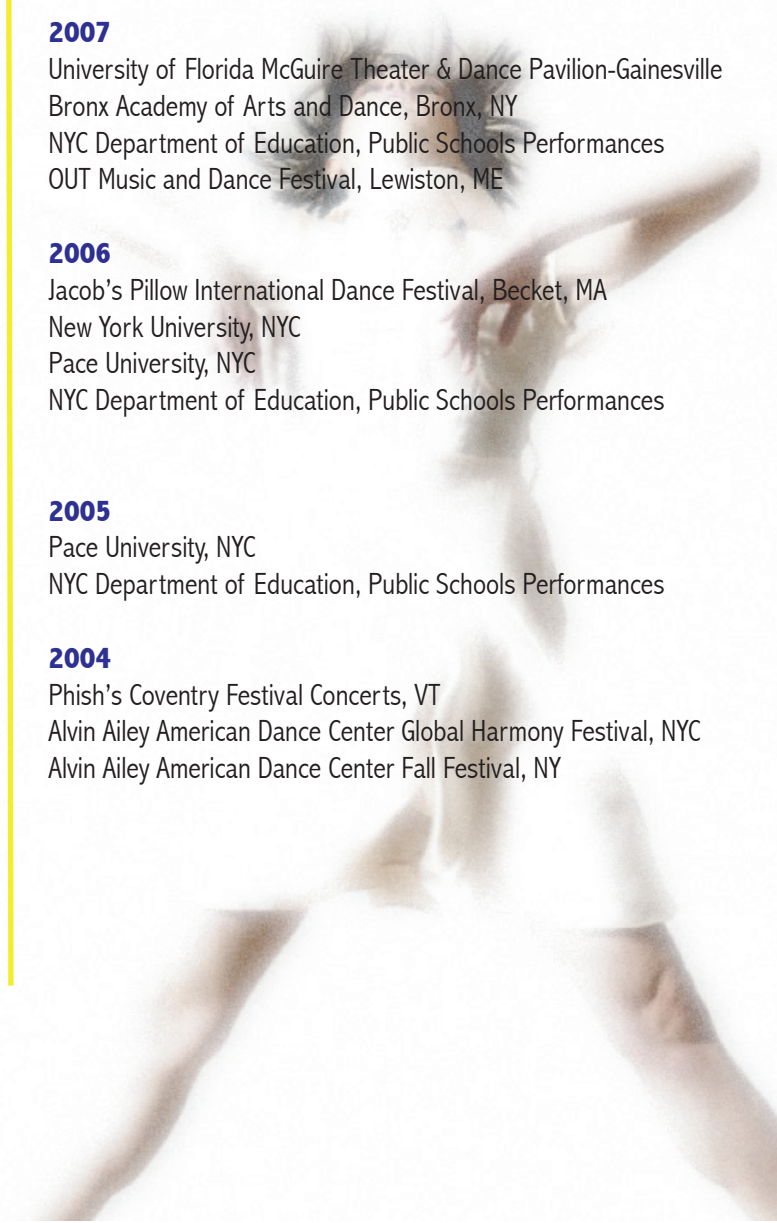 2007
University of Florida McGuire Theater & Dance Pavilion-Gainesville
Bronx Academy of Arts and Dance, Bronx, NY
NYC Department of Education, Public Schools Performances
OUT Music and Dance Festival, Lewiston, ME
2006
Jacob’s Pillow International Dance Festival, Becket, MA
New York University, NYC
Pace University, NYC
NYC Department of Education, Public Schools Performances
2005
Pace University, NYC
NYC Department of Education, Public Schools Performances
2004
Phish’s Coventry Festival Concerts, VT
Alvin Ailey American Dance Center Global Harmony Festival, NYC
Alvin Ailey American Dance Center Fall Festival, NY